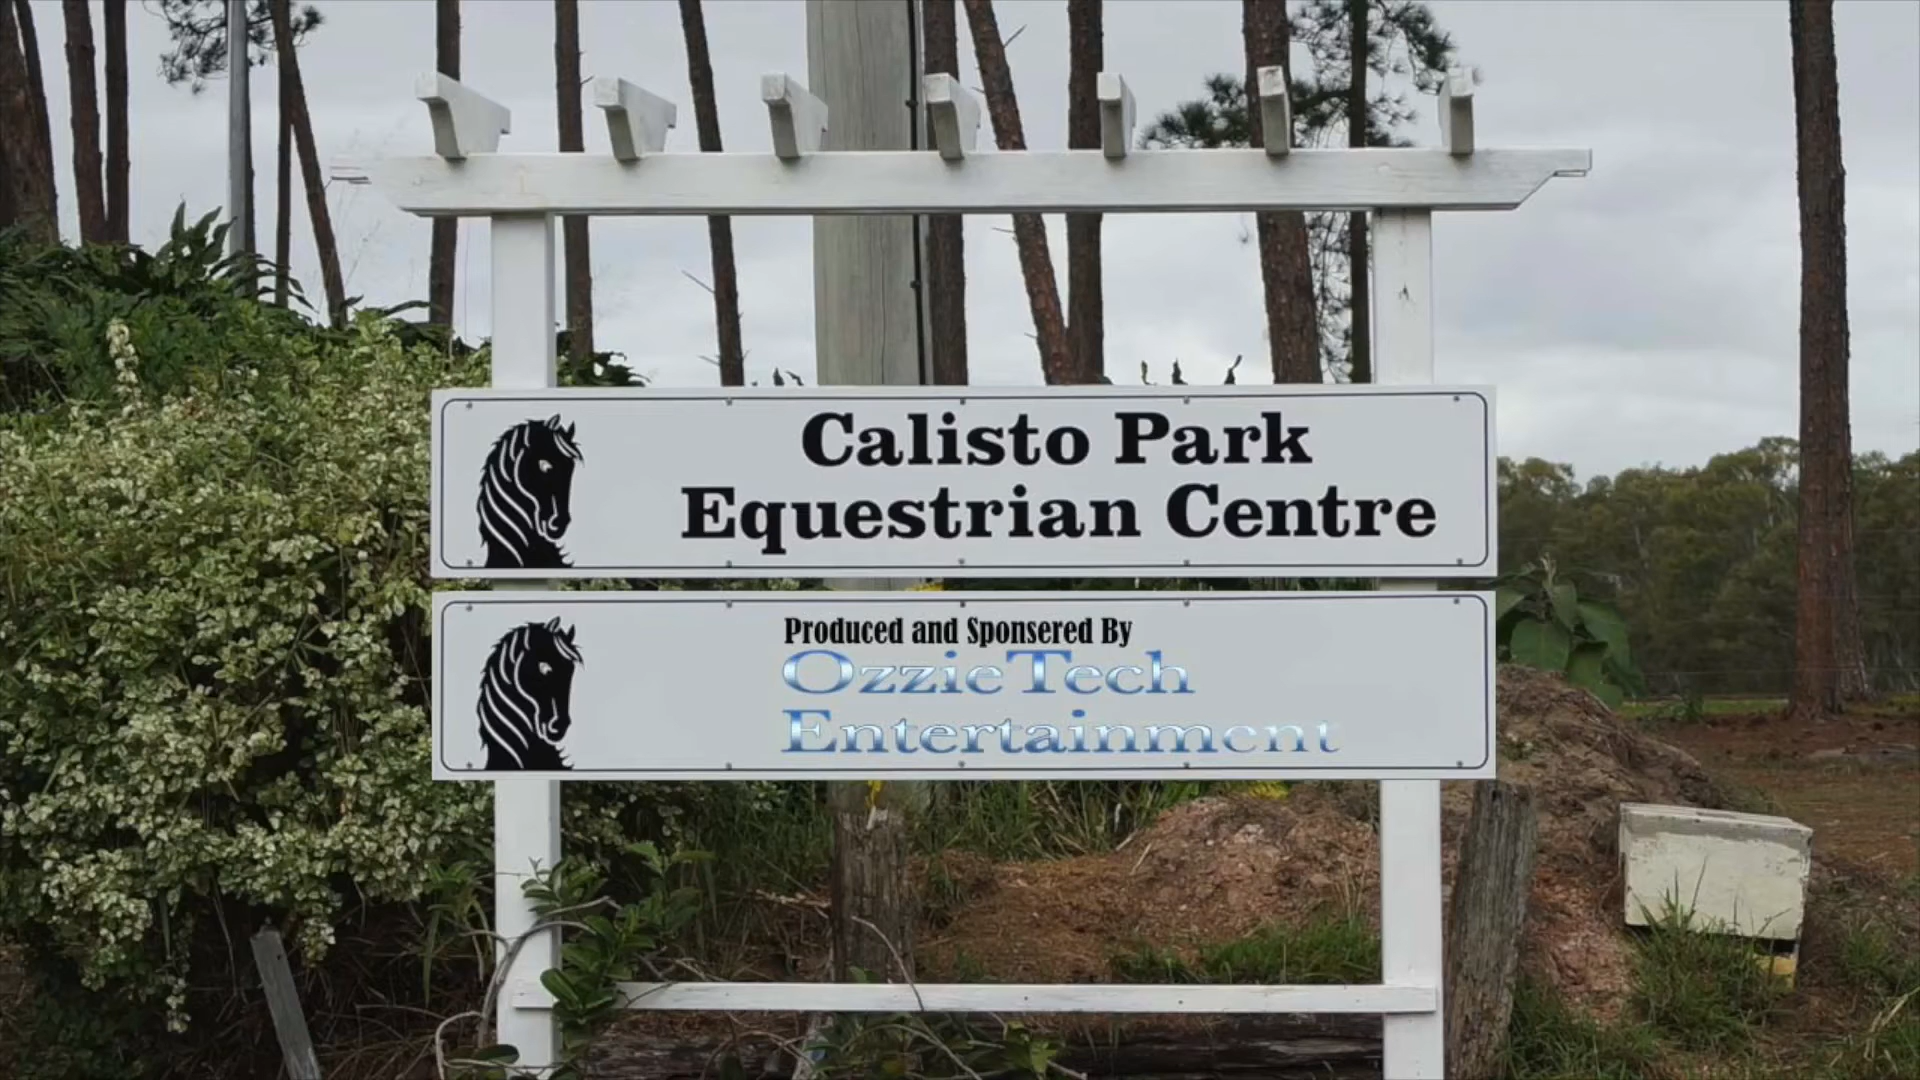 Calisto Park
Equestrian Centre
Produced and Sponsered By
OzzieTech
Entertainment